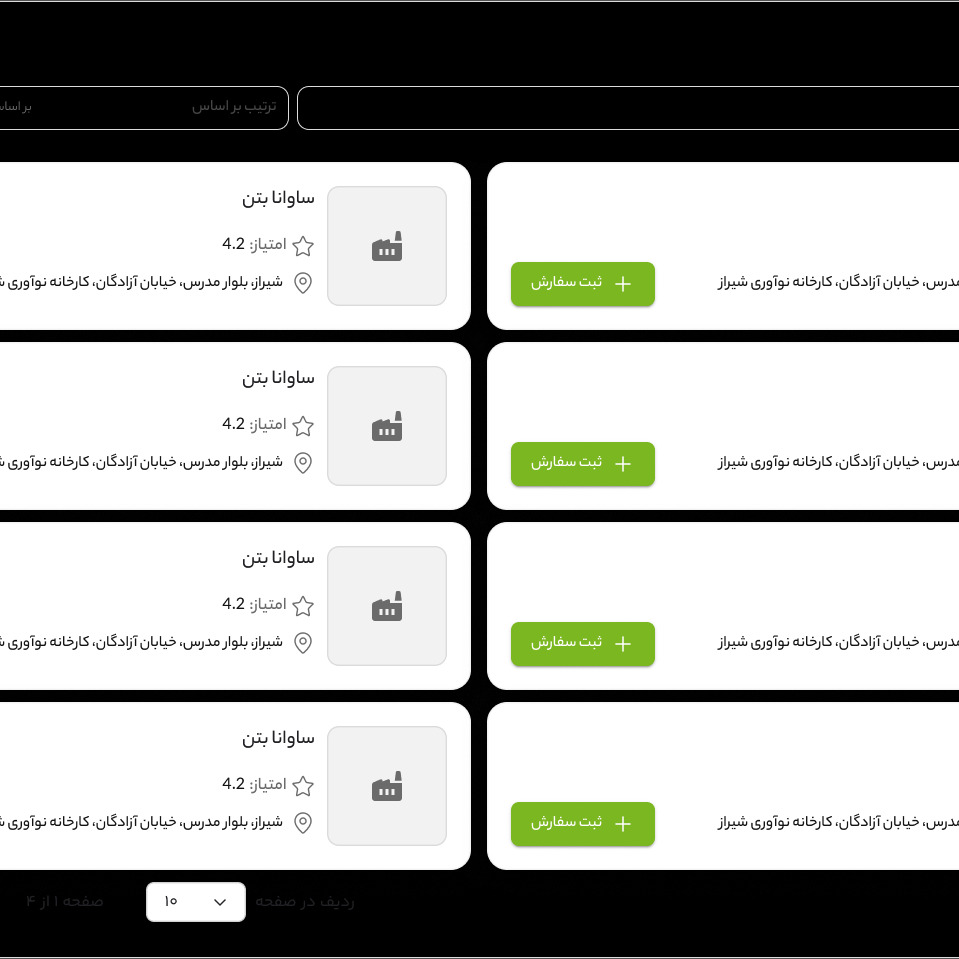 ترتیب بر اساس
بر
مدرس، خیابان آزادگان، کارخانه نوآوری شیراز
ثبت سفارش
ساوانا بتن
امتیاز: 4.2
شیراز، بلوار مدرس، خیابان آزادگان، کارخانه نوآوری
مدرس، خیابان آزادگان، کارخانه نوآوری شیراز
ثبت سفارش
ساوانا بتن
امتیاز: 4.2
شیراز، بلوار مدرس، خیابان آزادگان، کارخانه نوآوری
مدرس، خیابان آزادگان، کارخانه نوآوری شیراز
ثبت سفارش
ساوانا بتن
امتیاز: 4.2
شیراز، بلوار مدرس، خیابان آزادگان، کارخانه نوآوری
مدرس، خیابان آزادگان، کارخانه نوآوری شیراز
ثبت سفارش
ساوانا بتن
امتیاز: 4.2
شیراز، بلوار مدرس، خیابان آزادگان، کارخانه نوآوری
ردیف در صفحه
۱۰
صفحه ۱ از ۴